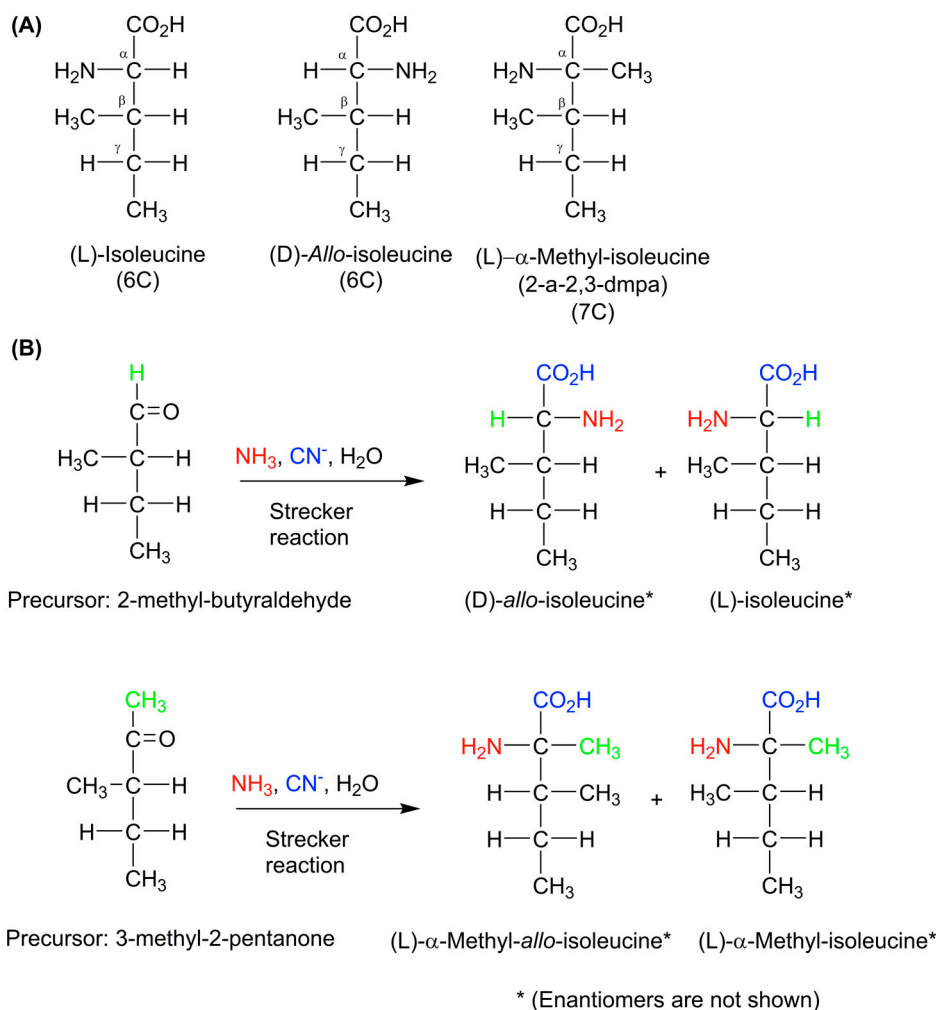 (A)
CO₂H CO₂H CO₂H
α α α
H₂N C H H C NH₂ H₂N C CH₃
β β β
H₃C C H H₃C C H H₃C C H
γ γ γ
H C H H C H H C H
CH₃ CH₃ CH₃
(L)-Isoleucine (D)-Allo-isoleucine (L)–α-Methyl-isoleucine
(6C) (6C) (2-a-2,3-dmpa)
(7C)
(B)
H CO₂H CO₂H
C=O H C NH₂ H₂N C H
H₃C C H NH₃, CN⁻, H₂O H₃C C H + H₃C C H
H C H Strecker H C H H C H
CH₃ reaction CH₃ CH₃
Precursor: 2-methyl-butyraldehyde (D)-allo-isoleucine* (L)-isoleucine*
CH₃ CO₂H CO₂H
C=O H₂N C CH₃ H₂N C CH₃
CH₃ C H NH₃, CN⁻, H₂O H C CH₃ + H₃C C H
H C H Strecker H C H H C H
CH₃ reaction CH₃ CH₃
Precursor: 3-methyl-2-pentanone (L)-α-Methyl-allo-isoleucine* (L)-α-Methyl-isoleucine*
* (Enantiomers are not shown)